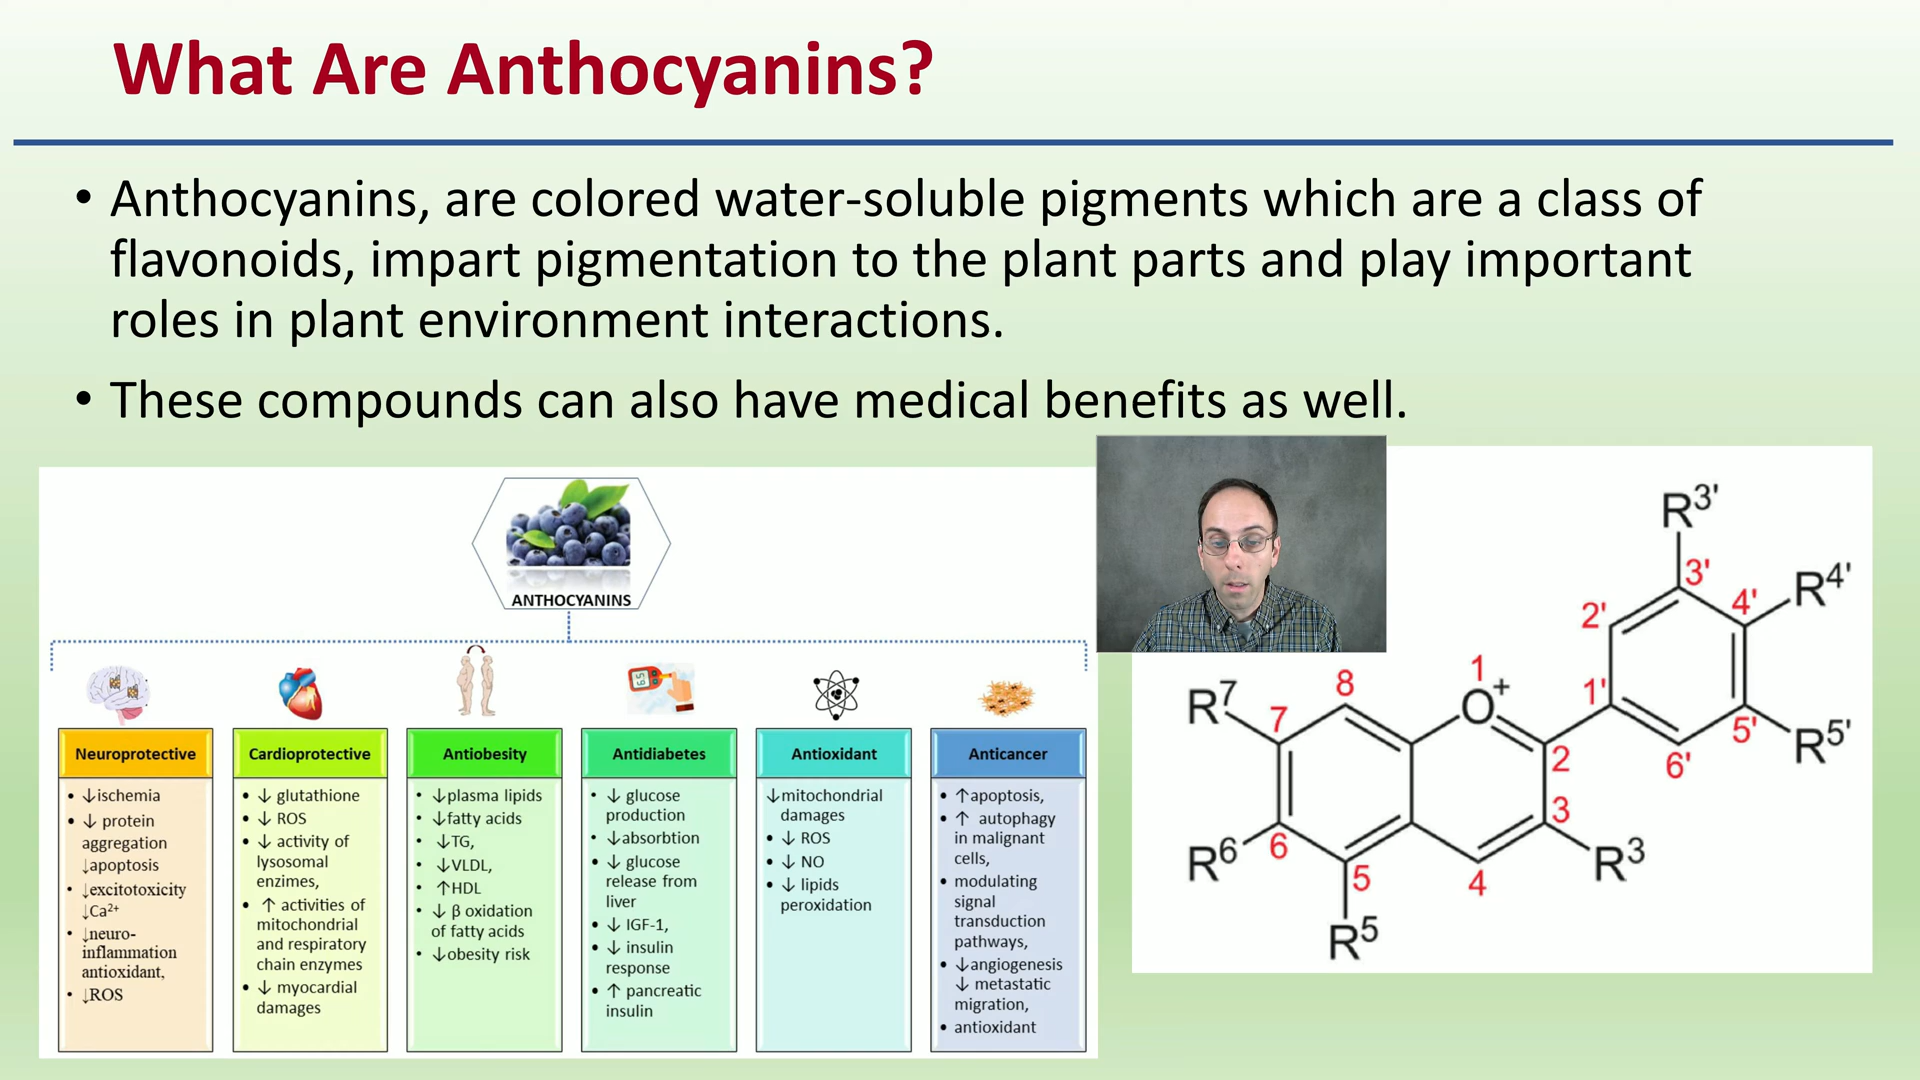 What Are Anthocyanins?
• Anthocyanins, are colored water-soluble pigments which are a class of
flavonoids, impart pigmentation to the plant parts and play important
roles in plant environment interactions.
• These compounds can also have medical benefits as well.
ANTHOCYANINS
Neuroprotective
• ↓ischemia
• ↓ protein
aggregation
↓apoptosis
• ↓excitotoxicity
↓Ca²⁺
• ↓neuro-
inflammation
antioxidant,
• ↓ROS
Cardioprotective
• ↓ glutathione
• ↓ ROS
• ↓ activity of
lysosomal
enzimes,
• ↑ activities of
mitochondrial
and respiratory
chain enzymes
• ↓ myocardial
damages
Antiobesity
• ↓plasma lipids
• ↓fatty acids
• ↓TG,
• ↓VLDL,
• ↑HDL
• ↓ β oxidation
of fatty acids
• ↓obesity risk
Antidiabetes
• ↓ glucose
production
• ↓absorbtion
• ↓ glucose
release from
liver
• ↓ IGF-1,
• ↓ insulin
response
• ↑ pancreatic
insulin
Antioxidant
↓mitochondrial
damages
• ↓ ROS
• ↓ NO
• ↓ lipids
peroxidation
Anticancer
• ↑apoptosis,
• ↑ autophagy
in malignant
cells,
• modulating
signal
transduction
pathways,
• ↓angiogenesis
↓ metastatic
migration,
• antioxidant
R3'
3'
R4'
4'
2'
1
8
O+
1'
R7
7
5'
R5'
2
6'
3
R6
6
R3
5
4
R5